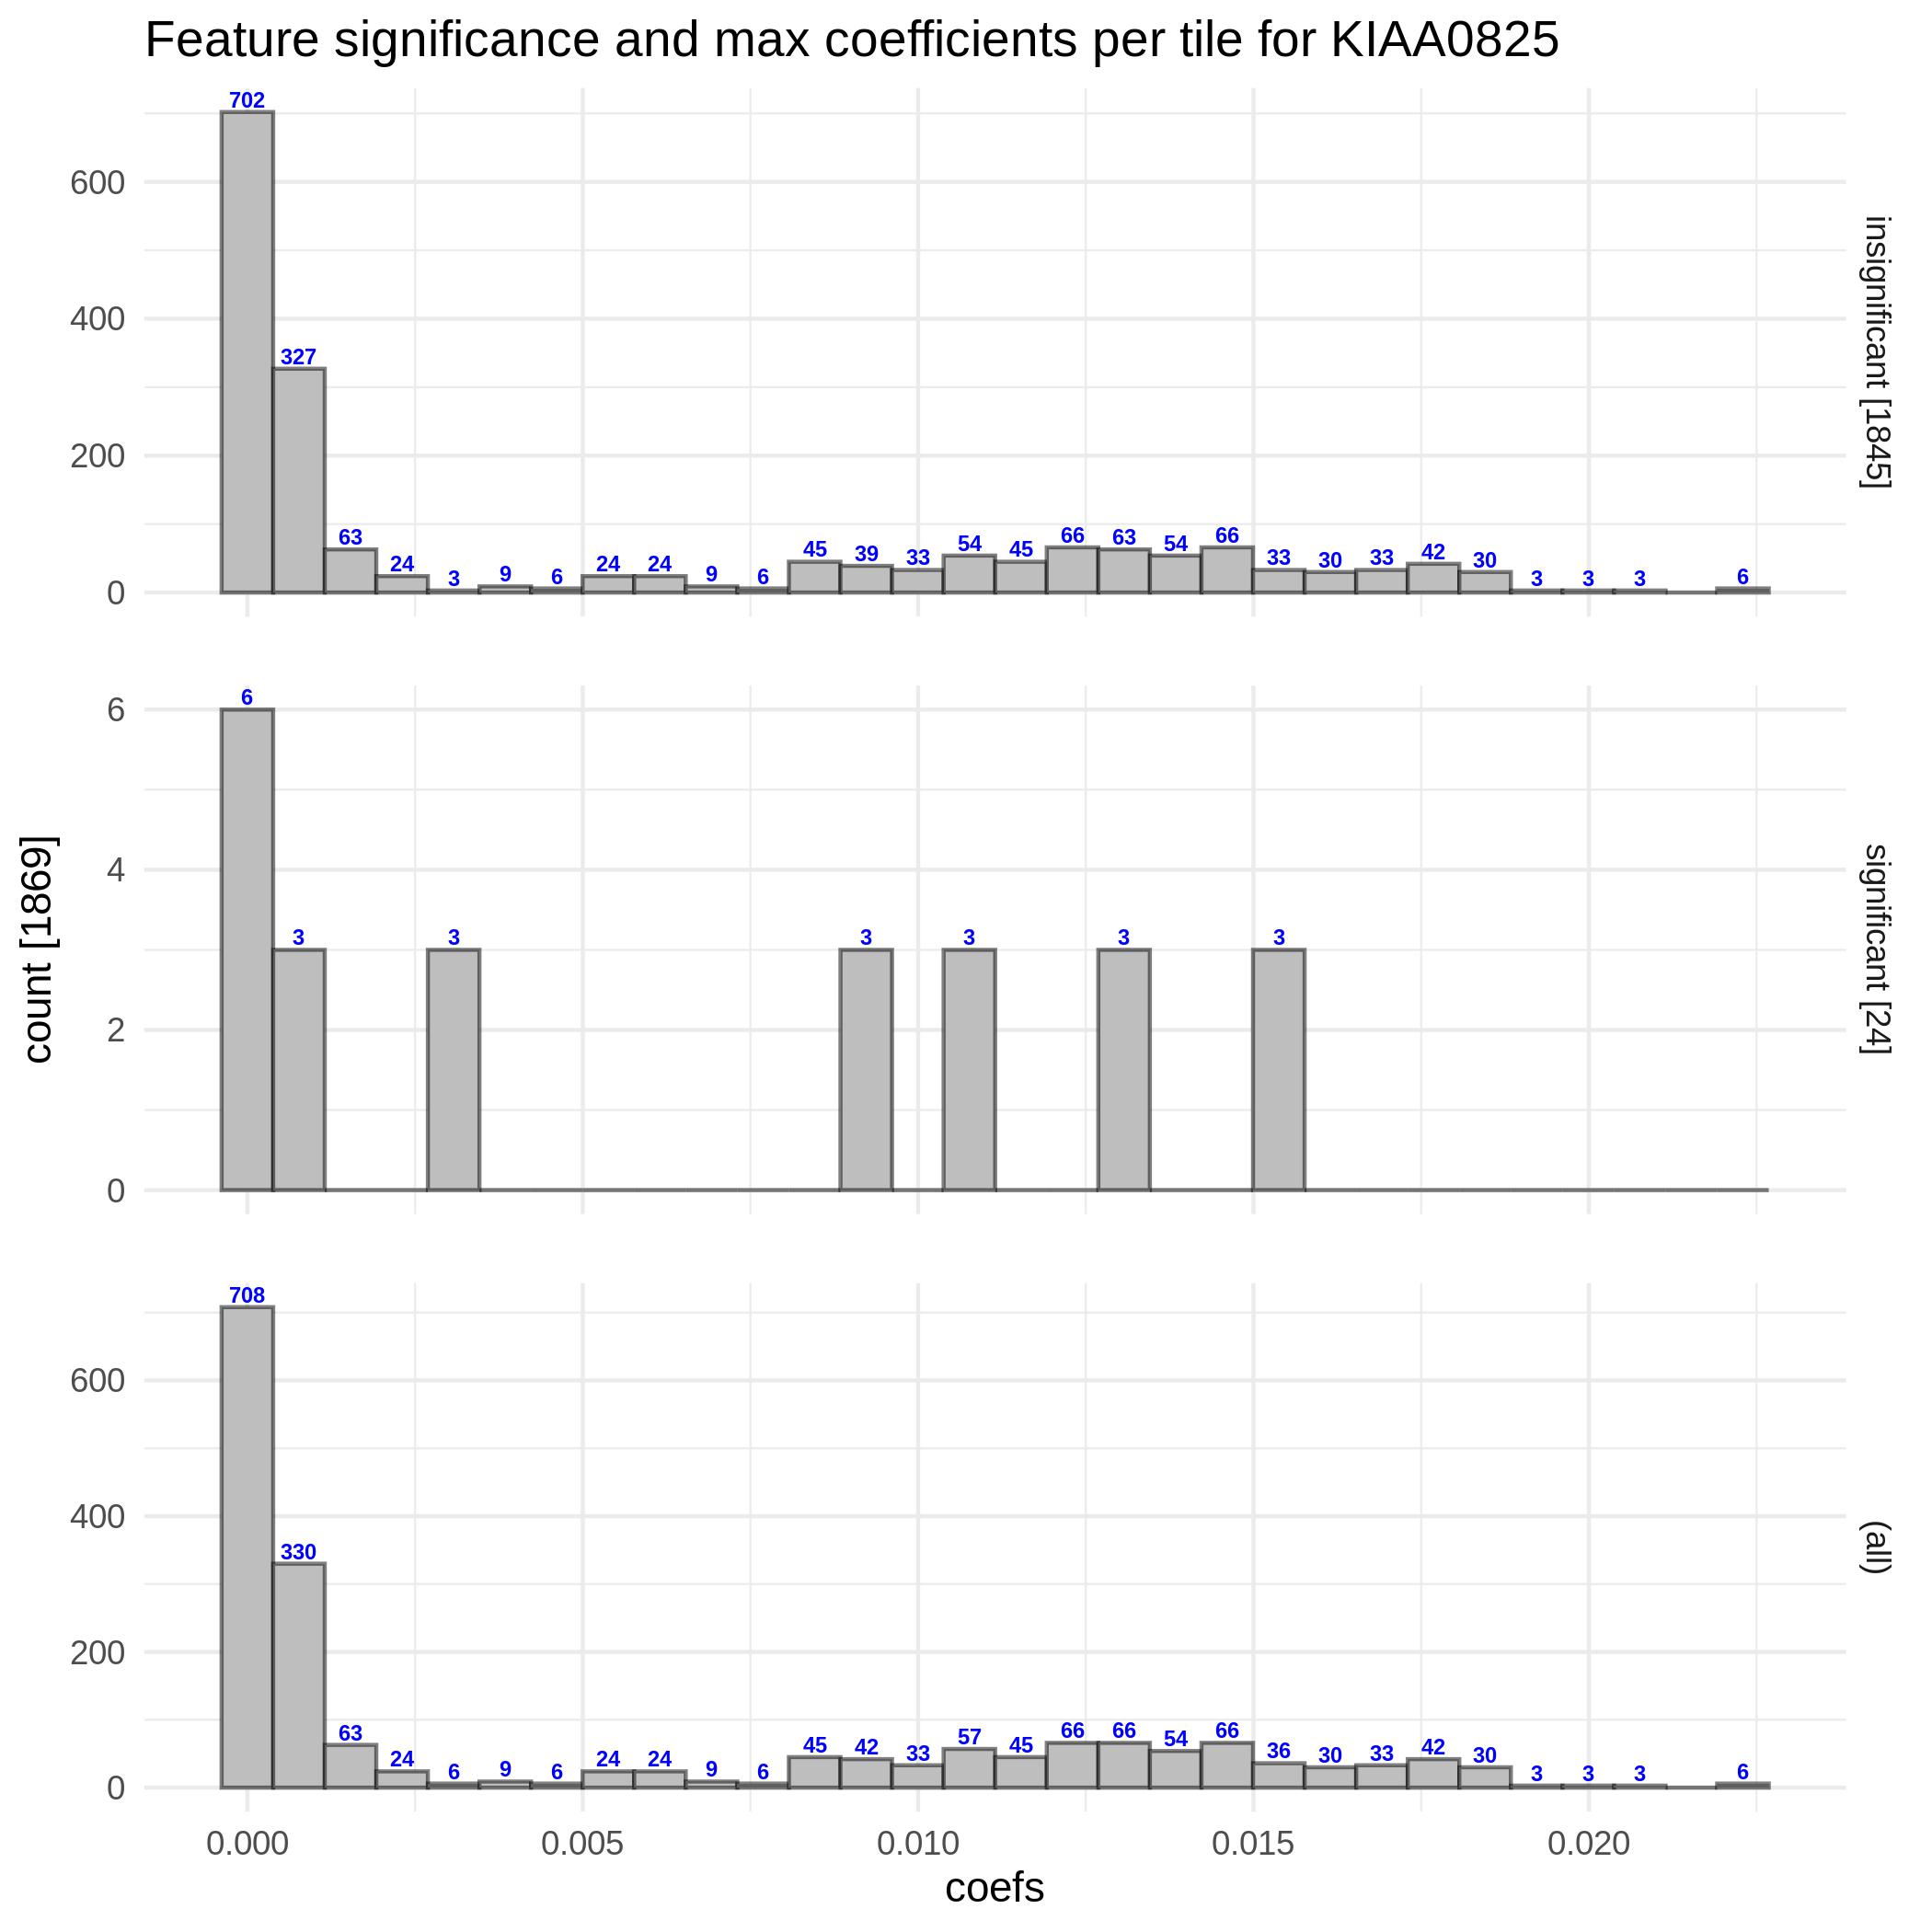 Feature significance and max coefficients per tile for KIAA0825
702
600
400
327
200
63 24 3 9 6 24 24 9 6 45 39 33 54 45 66 63 54 66 33 30 33 42 30 3 3 3 6
0
insignificant [1845]
6
6
4
3 3 3 3 3 3
2
0
significant [24]
count [1869]
708
600
400
330
200
63 24 6 9 6 24 24 9 6 45 42 33 57 45 66 66 54 66 36 30 33 42 30 3 3 3 6
0
(all)
0.000 0.005 0.010 0.015 0.020
coefs